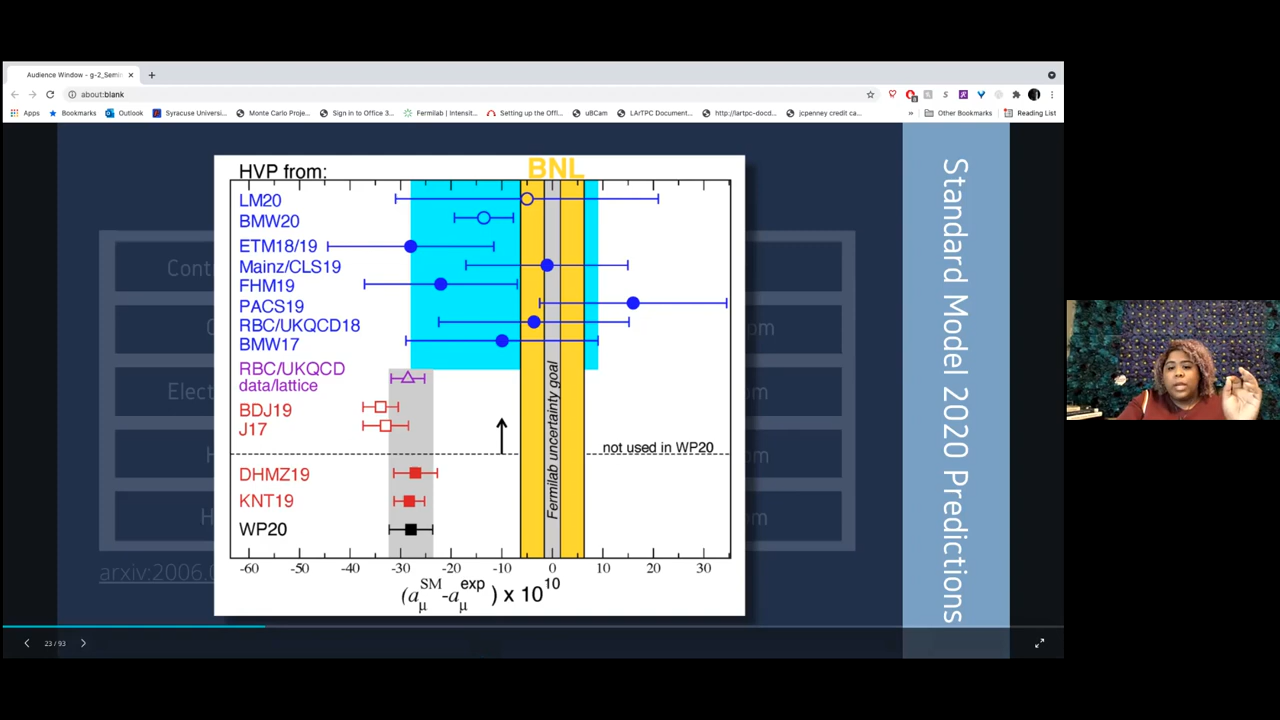 Audience Window - g-2_Semin
about:blank
Apps
Bookmarks
Outlook
Syracuse Universi...
Monte Carlo Proje...
Sign in to Office 3...
Fermilab | Intensit...
Setting up the Offi...
uBCam
LArTPC Document...
http://lartpc-docd...
jcpenney credit ca...
»
Other Bookmarks
Reading List
HVP from:
BNL
LM20
BMW20
ETM18/19
Mainz/CLS19
FHM19
PACS19
RBC/UKQCD18
BMW17
RBC/UKQCD
data/lattice
BDJ19
J17
not used in WP20
DHMZ19
KNT19
WP20
Fermilab uncertainty goal
-60 -50 -40 -30 -20 -10 0 10 20 30
(aμ^SM-aμ^exp) x 10^10
Standard Model 2020 Predictions
23 / 93